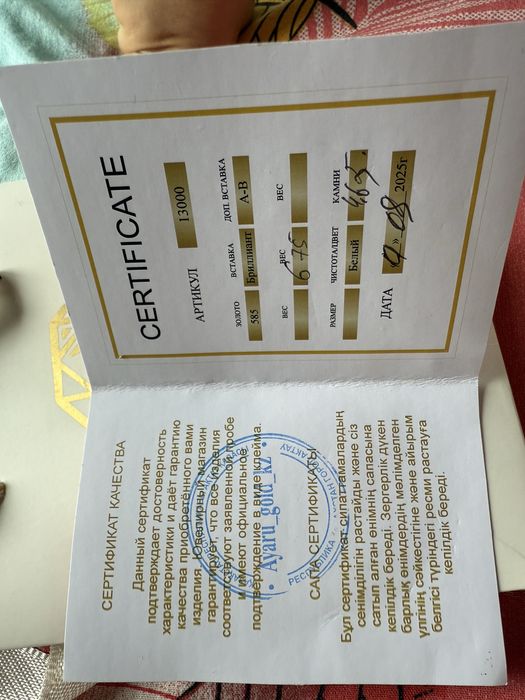 СЕРТИФИКАТ КАЧЕСТВА
Данный сертификат
подтверждает достоверность
характеристики и даёт гарантию
качества приобретённого вами
изделия. Ювелирный магазин
гарантирует, что все изделия
соответствуют заявленной пробе
и имеют официальное
подтверждение в виде клейма.
САПА СЕРТИФИКАТЫ
Бұл сертификат сипаттамалардың
сенімділігін растайды және сіз
сатып алған өнімнің сапасына
кепілдік береді. Зергерлік дүкен
барлық өнімдердің мәлімделген
үлгінің сәйкестігіне және айырым
белгісі түріндегі ресми растауға
кепілдік береді.
Ayaru_gold_kz
РЕСПУБЛИКА
CERTIFICATE
АРТИКУЛ 13000
ЗОЛОТО ВСТАВКА ДОП. ВСТАВКА
585 Бриллиант А-В
ВЕС ВЕС ВЕС
6 75
РАЗМЕР ЧИСТОТА/ЦВЕТ КАМНИ
Белый
ДАТА » 08 2025г